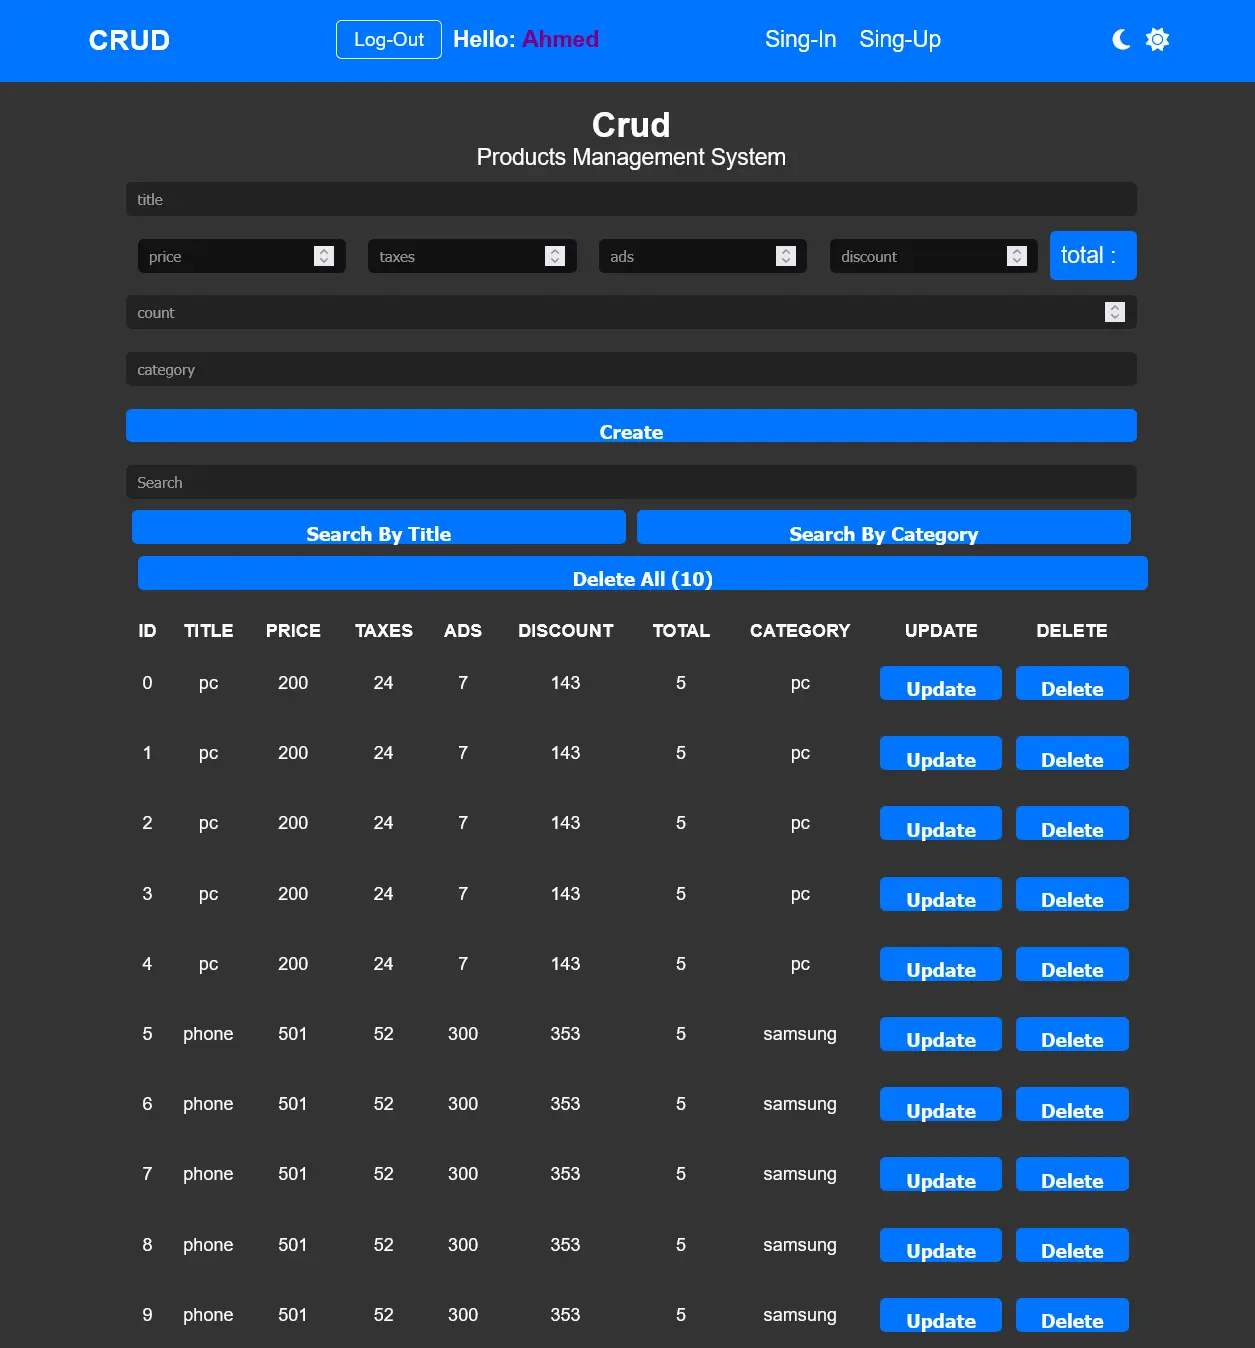 CRUD Log-Out Hello: Ahmed Sing-In Sing-Up
Crud
Products Management System
title
price taxes ads discount total :
count
category
Create
Search
Search By Title Search By Category
Delete All (10)
ID TITLE PRICE TAXES ADS DISCOUNT TOTAL CATEGORY UPDATE DELETE
0 pc 200 24 7 143 5 pc Update Delete
1 pc 200 24 7 143 5 pc Update Delete
2 pc 200 24 7 143 5 pc Update Delete
3 pc 200 24 7 143 5 pc Update Delete
4 pc 200 24 7 143 5 pc Update Delete
5 phone 501 52 300 353 5 samsung Update Delete
6 phone 501 52 300 353 5 samsung Update Delete
7 phone 501 52 300 353 5 samsung Update Delete
8 phone 501 52 300 353 5 samsung Update Delete
9 phone 501 52 300 353 5 samsung Update Delete